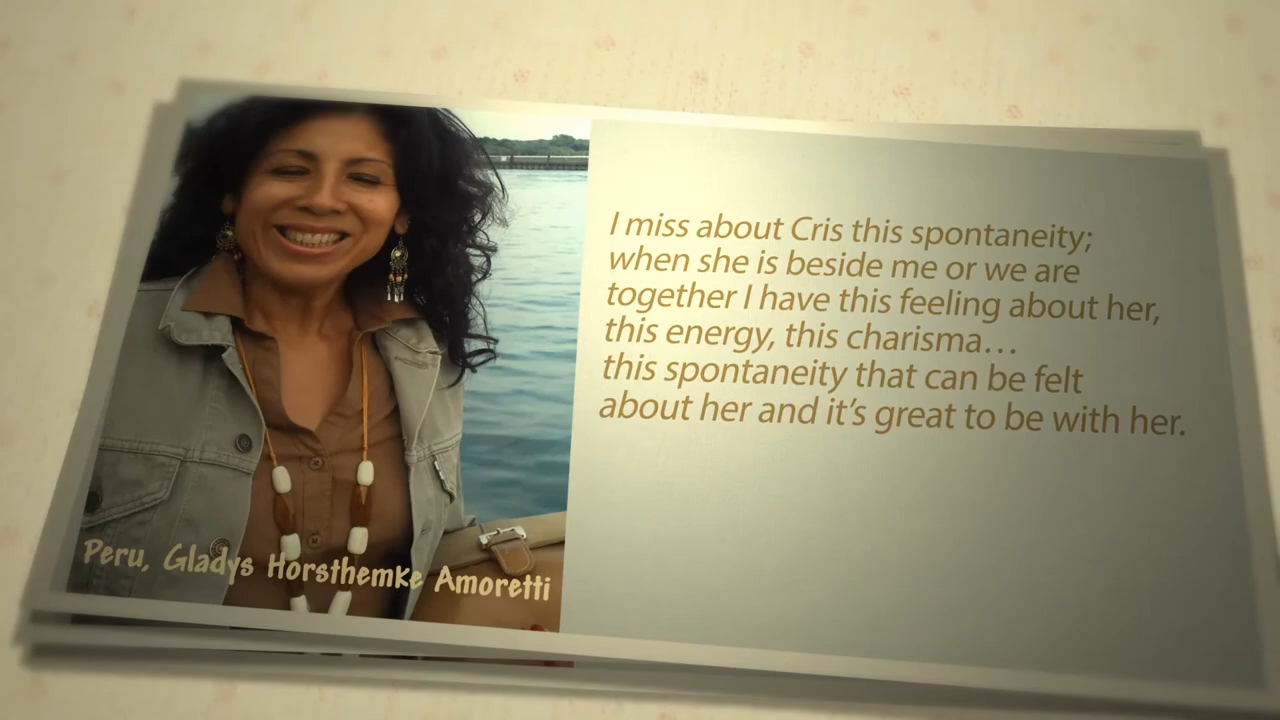 I miss about Cris this spontaneity;
when she is beside me or we are
together I have this feeling about her,
this energy, this charisma…
this spontaneity that can be felt
about her and it's great to be with her.
Peru, Gladys Horsthemke Amoretti